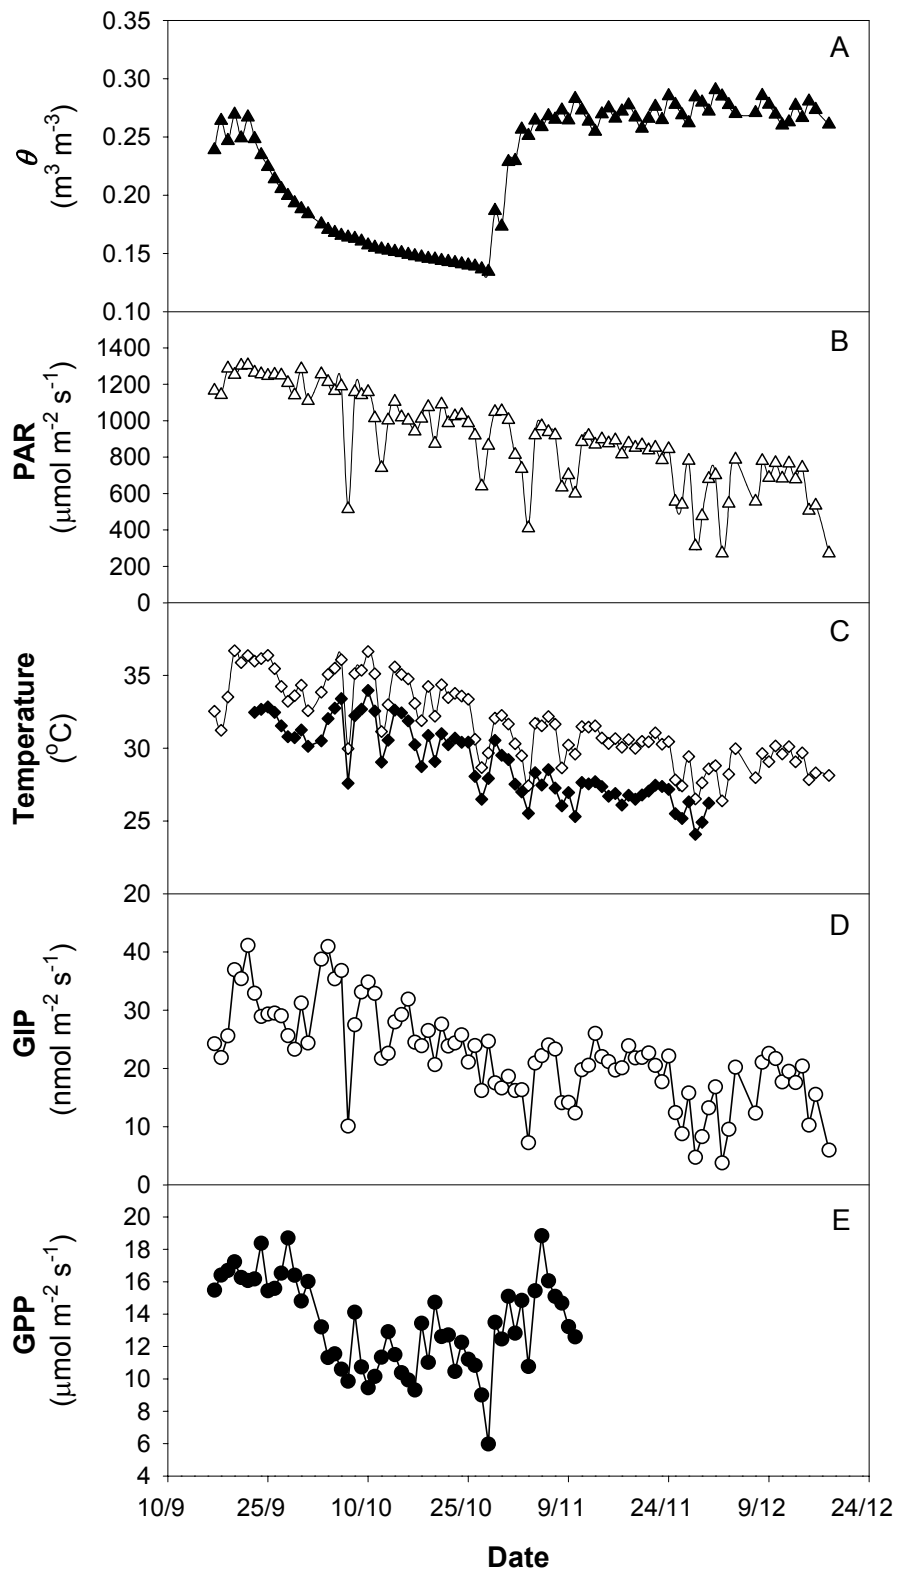 0.35
A
0.30
0.25
θ
(m³ m⁻³)
0.20
0.15
0.10
B
1400
1200
1000
PAR
(μmol m⁻² s⁻¹)
800
600
400
200
0
C
35
Temperature
(°C)
30
25
20
D
40
30
GIP
(nmol m⁻² s⁻¹)
20
10
0
E
20
18
16
14
GPP
(μmol m⁻² s⁻¹)
12
10
8
6
4
10/9 25/9 10/10 25/10 9/11 24/11 9/12 24/12
Date